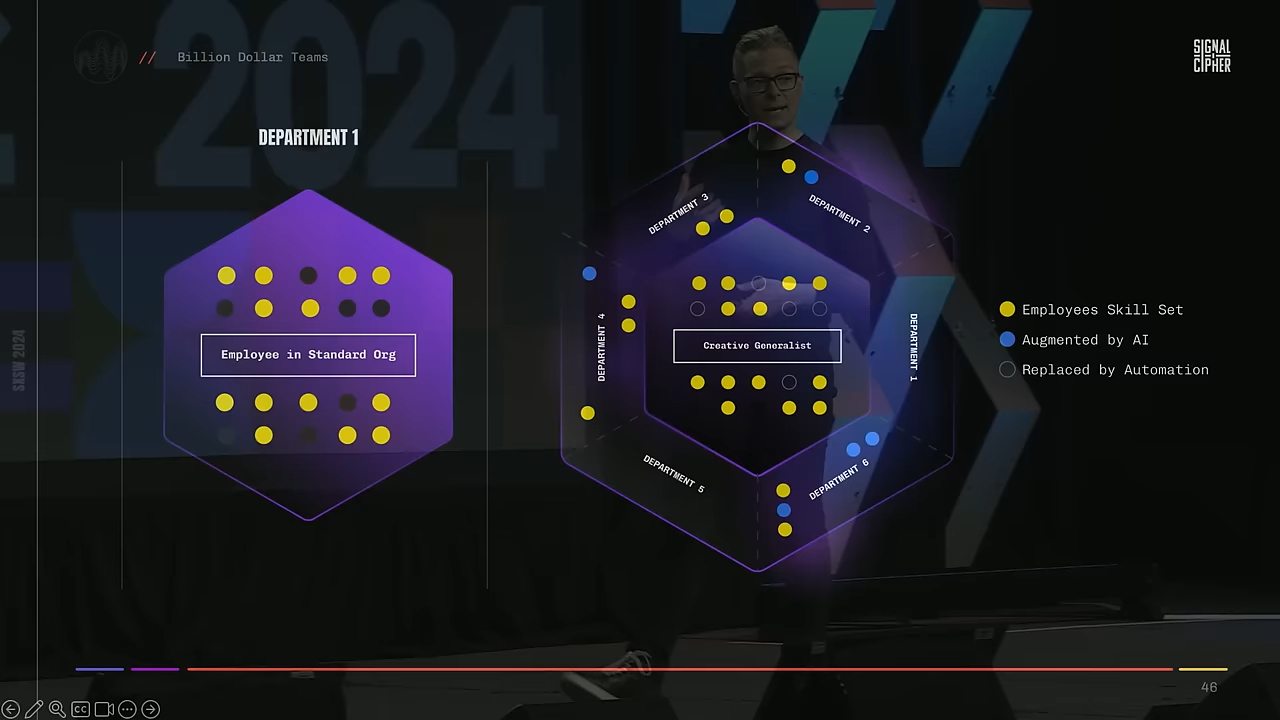 2024
// Billion Dollar Teams
SIGNAL
CIPHER
DEPARTMENT 1
Employee in Standard Org
DEPARTMENT 3
DEPARTMENT 2
DEPARTMENT 4
Creative Generalist
DEPARTMENT 1
DEPARTMENT 5
DEPARTMENT 6
Employees Skill Set
Augmented by AI
Replaced by Automation
SXSW 2024
46
CC